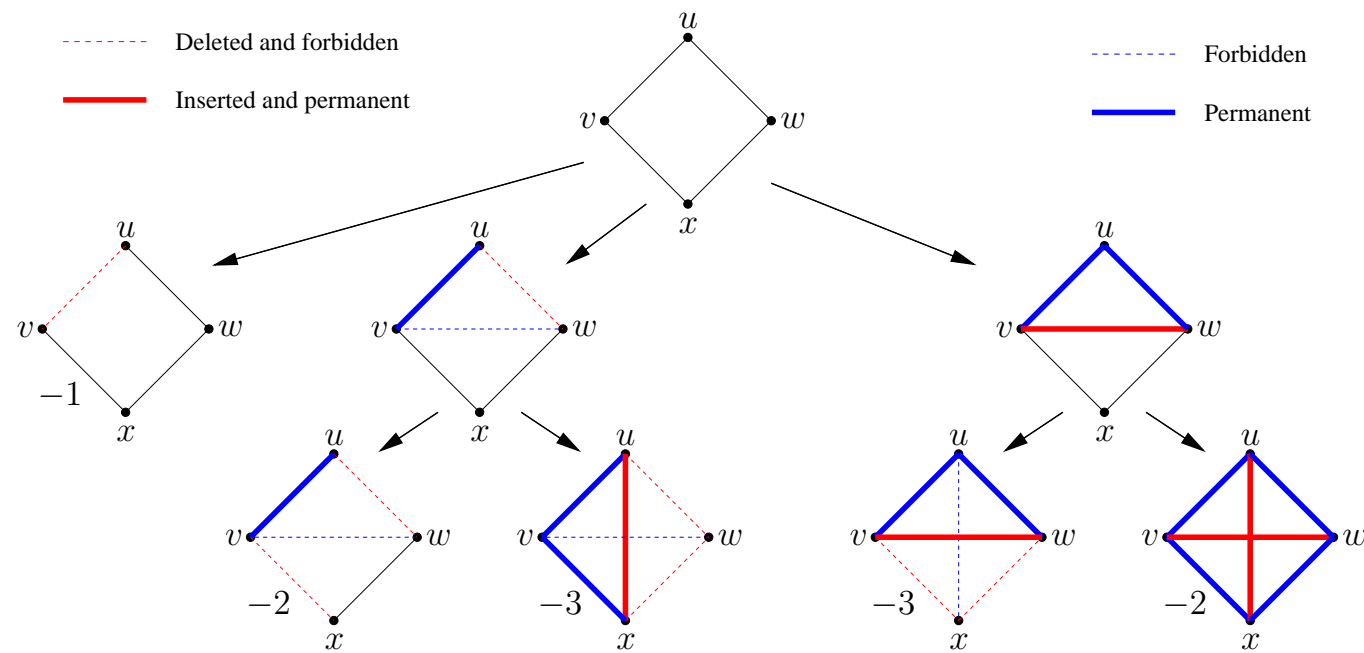 Deleted and forbidden
Inserted and permanent
Forbidden
Permanent
u
v w
x
u
v w
−1
x
u
v w
x
u
v w
x
u
v w
−2
x
u
v w
−3
x
u
v w
−3
x
u
v w
−2
x